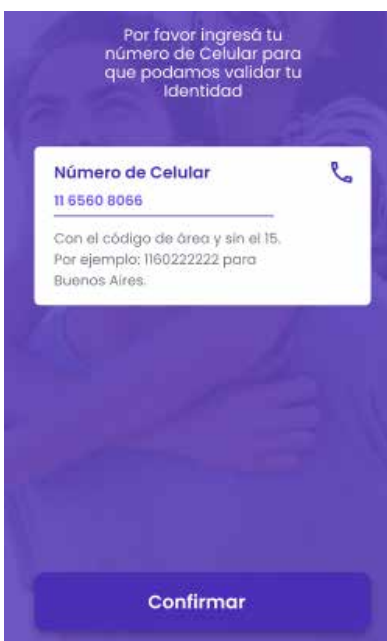 Por favor ingresá tu
número de Celular para
que podamos validar tu
Identidad
Número de Celular
11 6560 8066
Con el código de área y sin el 15.
Por ejemplo: 1160222222 para
Buenos Aires.
Confirmar